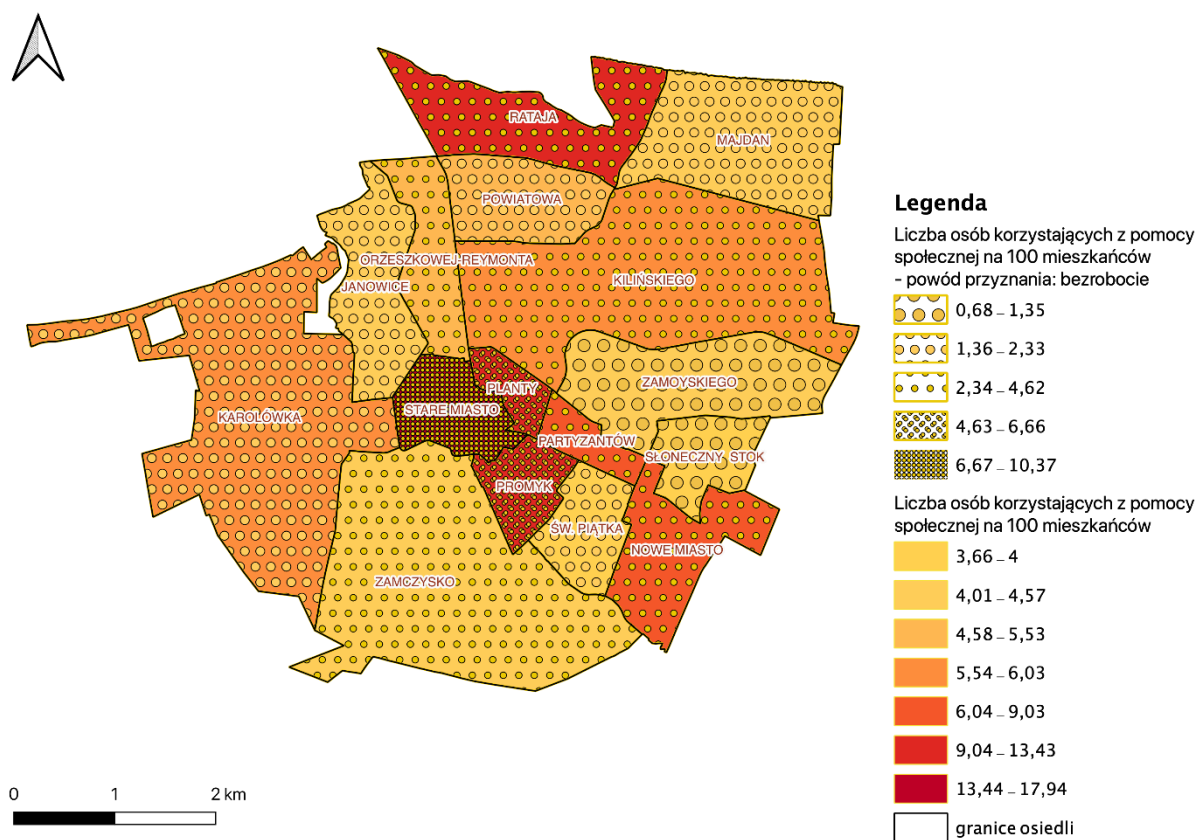 RATAJA
MAJDAN
POWIATOWA
ORZESZKOWEJ-REYMONTA
JANOWICE
KILIŃSKIEGO
ZAMOYSKIEGO
PLANTY
STARE MIASTO
KAROLÓWKA
PARTYZANTÓW
SŁONECZNY STOK
PROMYK
ŚW. PIĄTKA
NOWE MIASTO
ZAMCZYSKO
0 1 2 km
Legenda
Liczba osób korzystających z pomocy
społecznej na 100 mieszkańców
- powód przyznania: bezrobocie
0,68 – 1,35
1,36 – 2,33
2,34 – 4,62
4,63 – 6,66
6,67 – 10,37
Liczba osób korzystających z pomocy
społecznej na 100 mieszkańców
3,66 – 4
4,01 – 4,57
4,58 – 5,53
5,54 – 6,03
6,04 – 9,03
9,04 – 13,43
13,44 – 17,94
granice osiedli